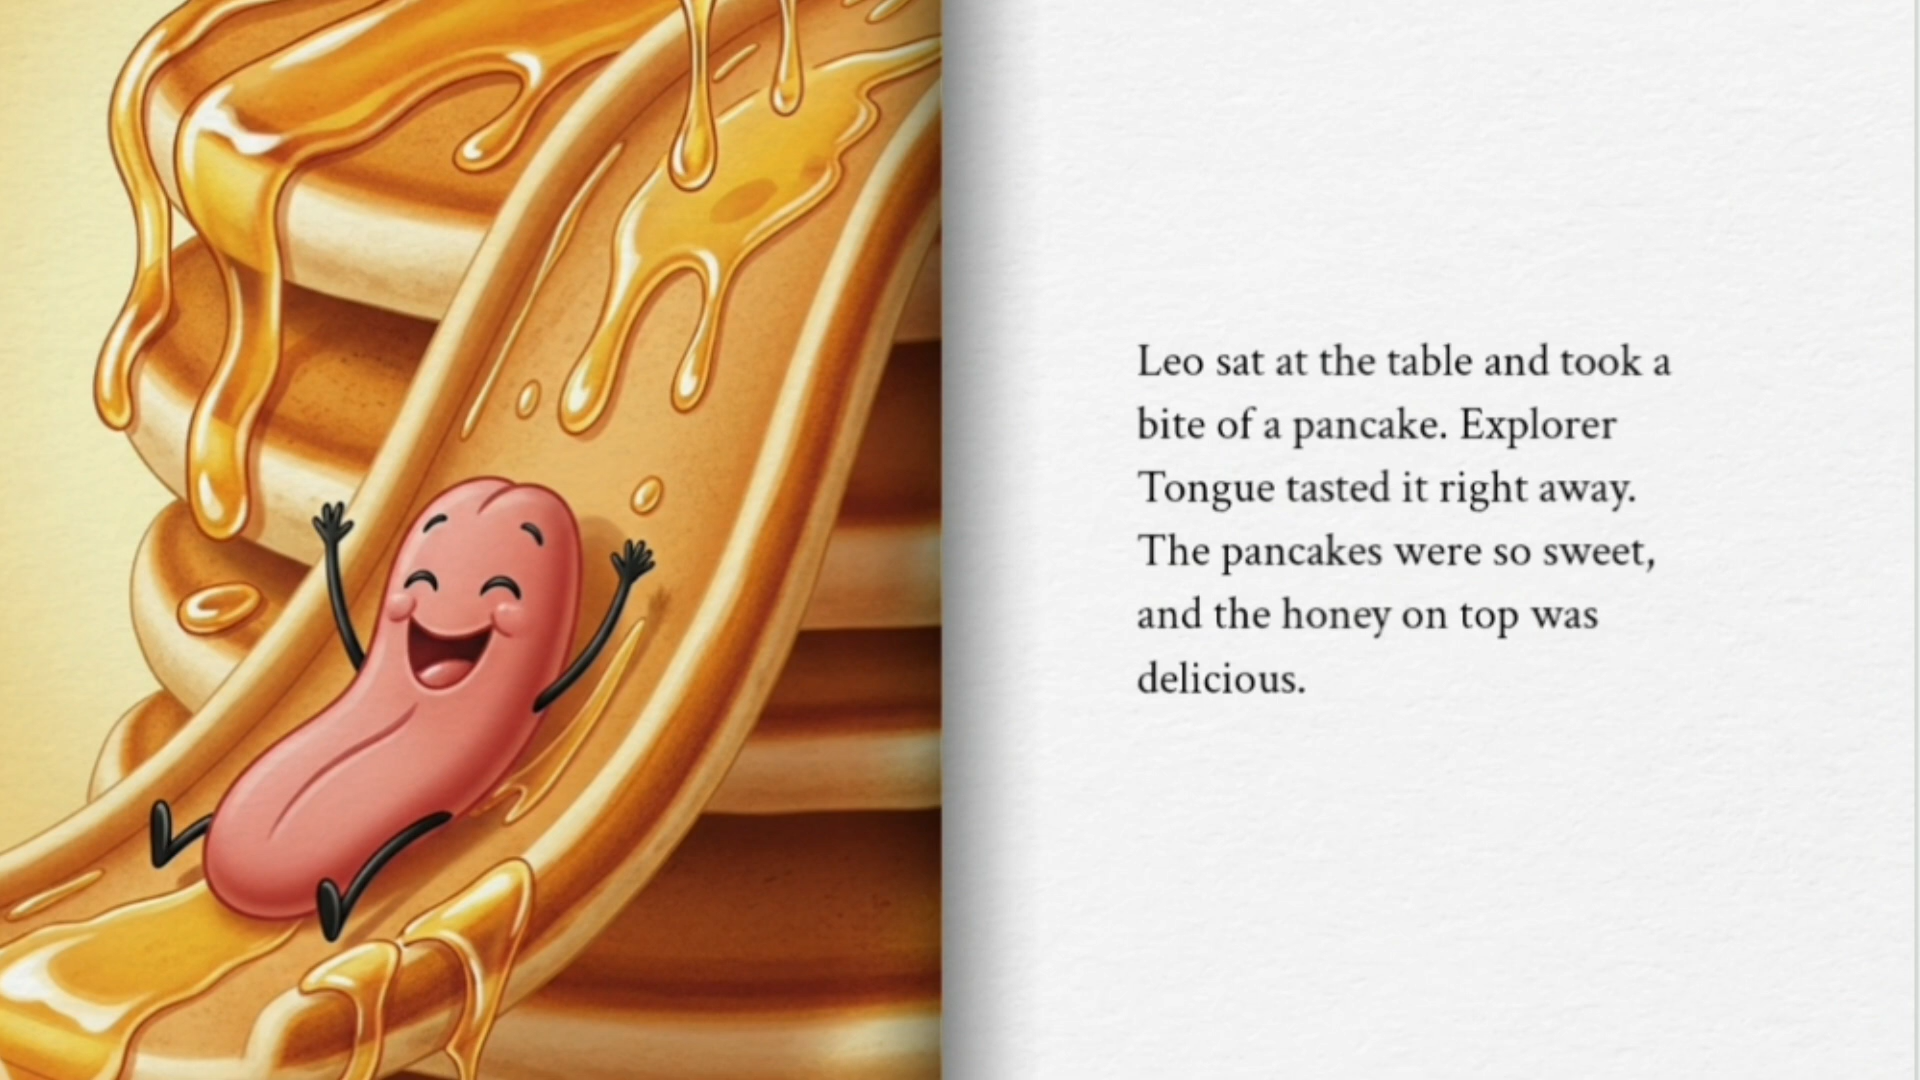 Leo sat at the table and took a
bite of a pancake. Explorer
Tongue tasted it right away.
The pancakes were so sweet,
and the honey on top was
delicious.